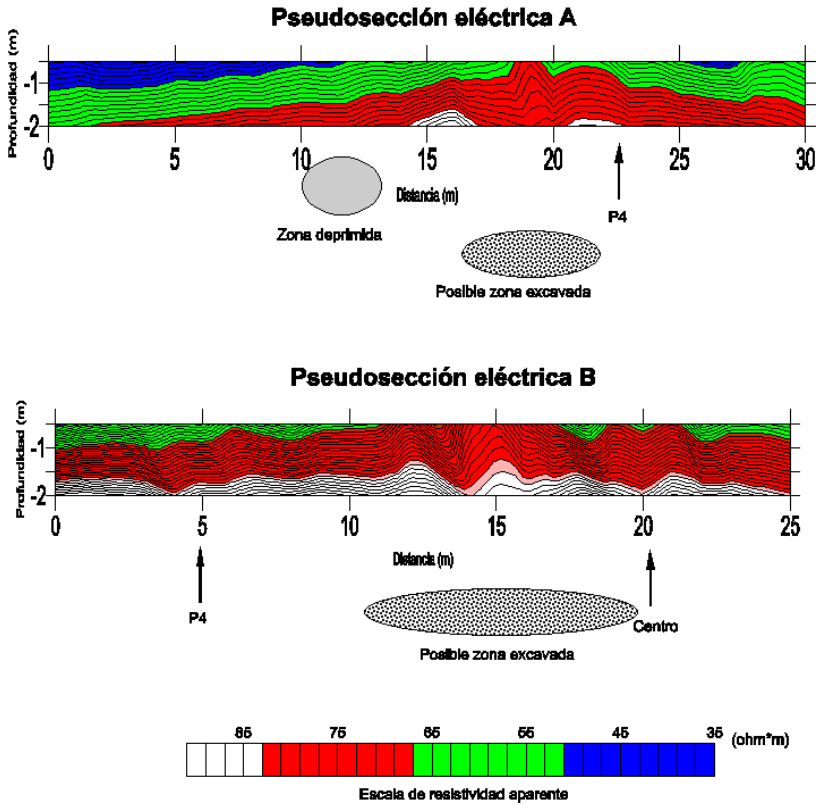 Pseudosección eléctrica A
Profundidad (m)
-1
-2
0 5 10 15 20 25 30
Distancia (m)
P4
Zona deprimida
Posible zona excavada
Pseudosección eléctrica B
Profundidad (m)
-1
-2
0 5 10 15 20 25
Distancia (m)
P4
Centro
Posible zona excavada
85 75 65 55 45 35 (ohm*m)
Escala de resistividad aparente